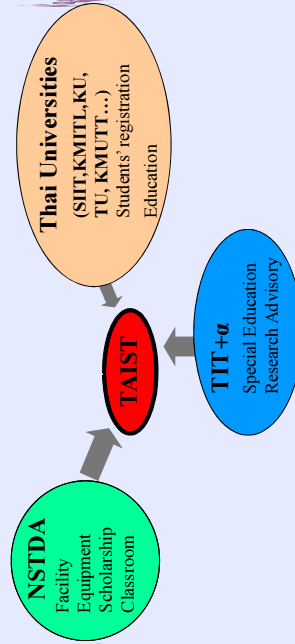 NSTDA
Facility
Equipment
Scholarship
Classroom
TAIST
Thai Universities
(SIIT,KMITL,KU,
TU, KMUTT…)
Students’ registration
Education
TIT+α
Special Education
Research Advisory